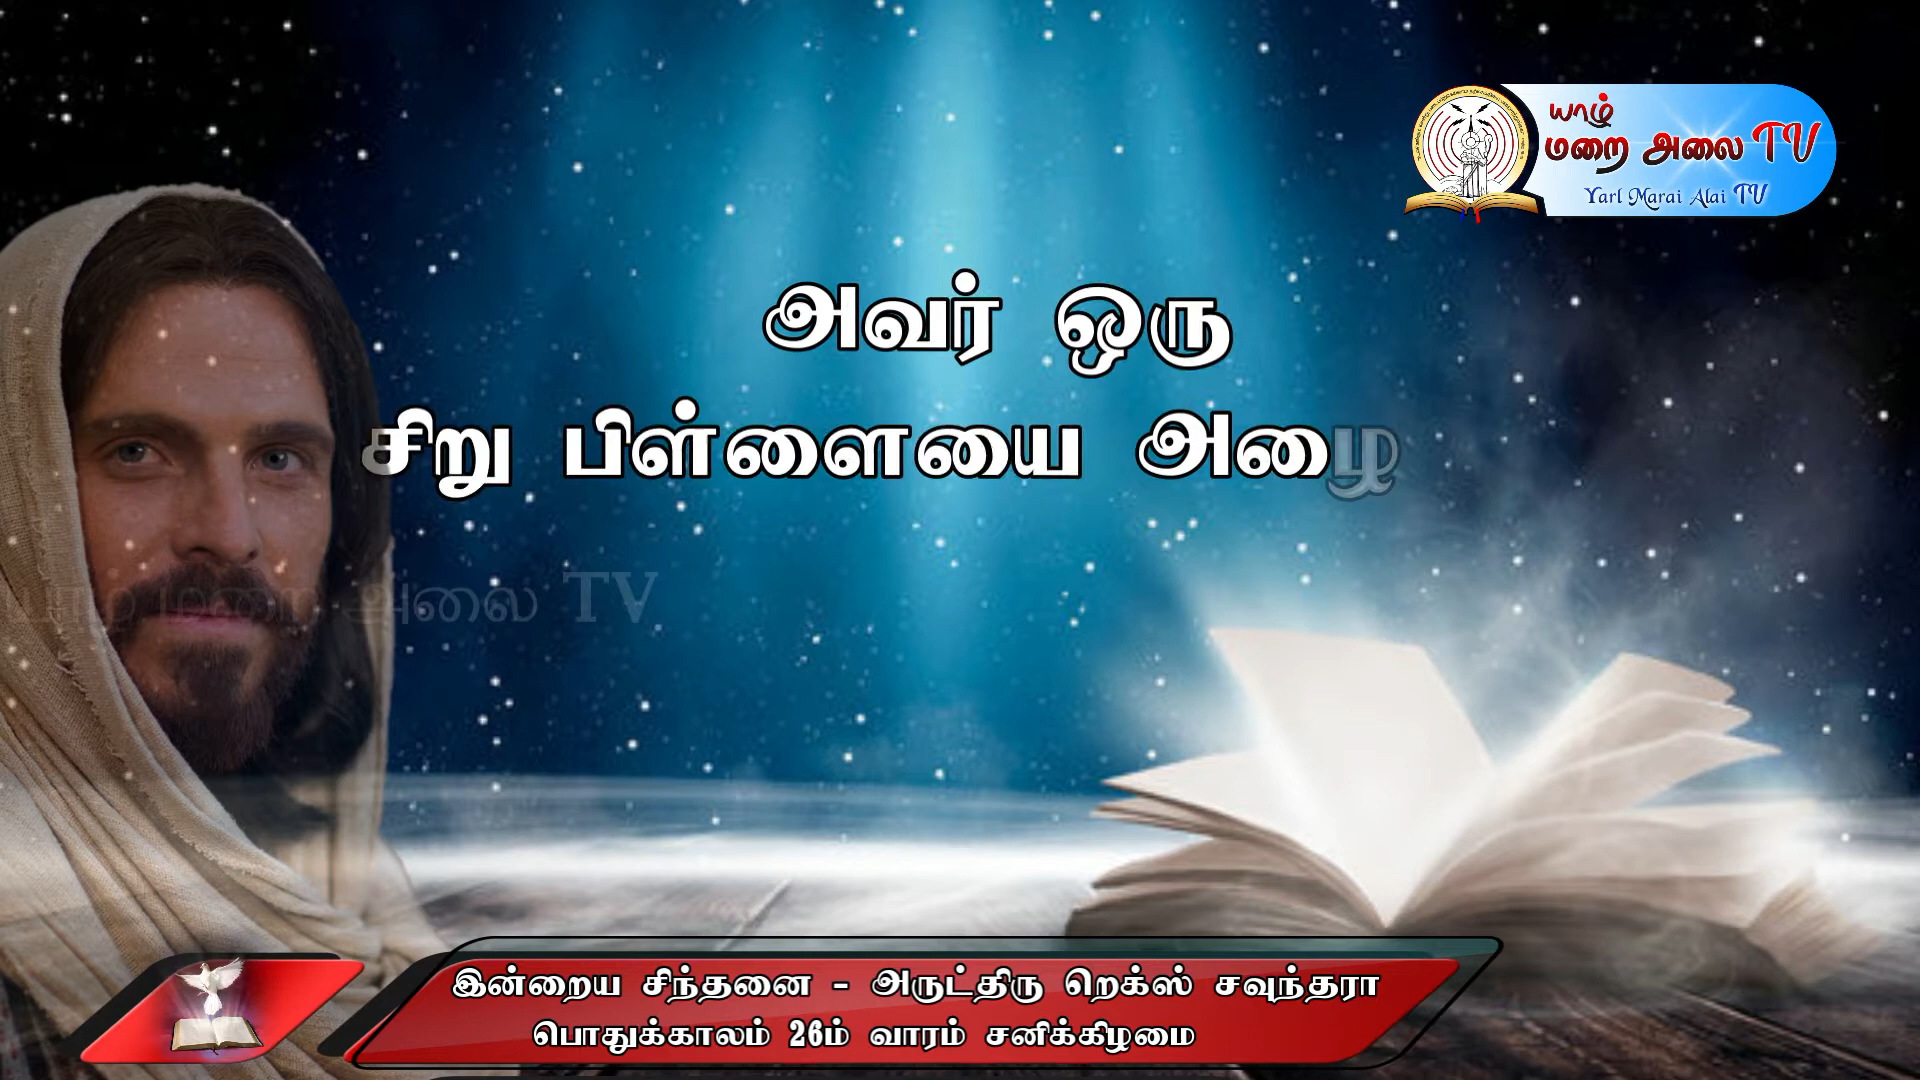 யாழ்
மறை அலை TV
Yarl Marai Alai TV
அவர் ஒரு
சிறு பிள்ளையை அழை
யாழ் மறை அலை TV
இன்றைய சிந்தனை - அருட்திரு றெக்ஸ் சவுந்தரா
பொதுக்காலம் 26ம் வாரம் சனிக்கிழமை